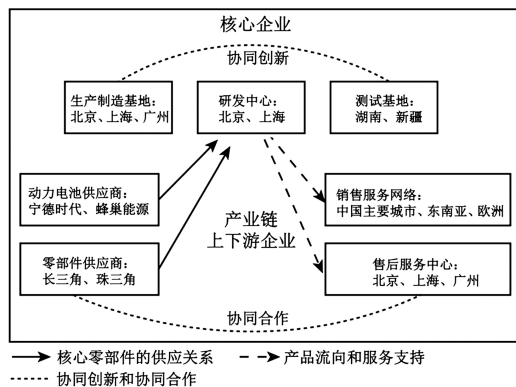 核心企业
协同创新
生产制造基地：
北京、上海、广州
研发中心：
北京、上海
测试基地：
湖南、新疆
动力电池供应商：
宁德时代、蜂巢能源
销售服务网络：
中国主要城市、东南亚、欧洲
产业链
上下游企业
零部件供应商：
长三角、珠三角
售后服务中心：
北京、上海、广州
协同合作
核心零部件的供应关系
产品流向和服务支持
协同创新和协同合作